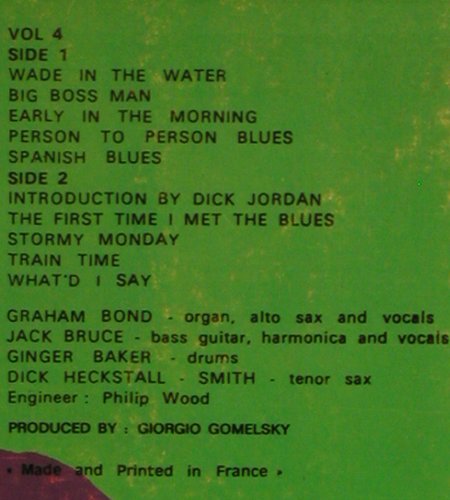 VOL 4
SIDE 1
WADE IN THE WATER
BIG BOSS MAN
EARLY IN THE MORNING
PERSON TO PERSON BLUES
SPANISH BLUES
SIDE 2
INTRODUCTION BY DICK JORDAN
THE FIRST TIME I MET THE BLUES
STORMY MONDAY
TRAIN TIME
WHAT'D I SAY
GRAHAM BOND - organ, alto sax and vocals
JACK BRUCE - bass guitar, harmonica and vocals
GINGER BAKER - drums
DICK HECKSTALL - SMITH - tenor sax
Engineer : Philip Wood
PRODUCED BY : GIORGIO GOMELSKY
• Made and Printed in France •